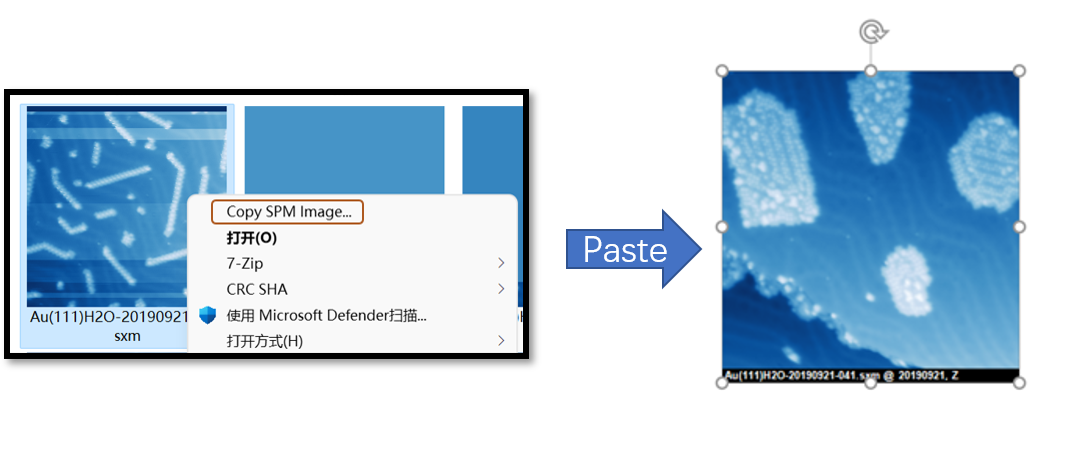 Copy SPM Image...
打开(O)
7-Zip
CRC SHA
使用 Microsoft Defender扫描...
打开方式(H)
Au(111)H2O-20190921
sxm
Paste
Au(111)H2O-20190921-041.sxm @ 20190921, Z